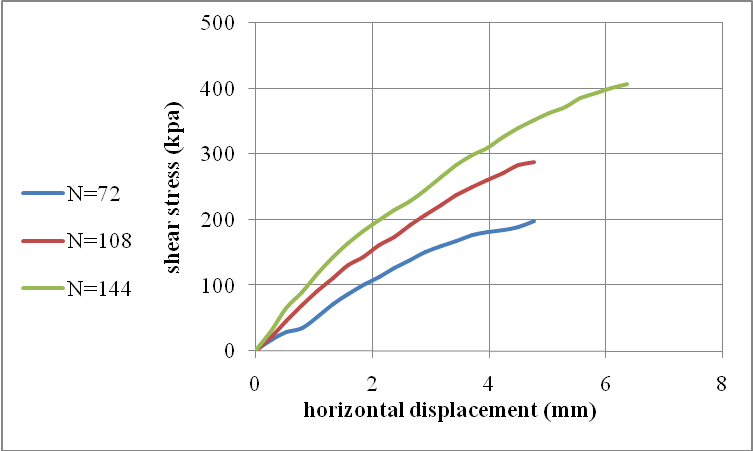 500
400
300
200
100
0
shear stress (kpa)
N=72
N=108
N=144
0 2 4 6 8
horizontal displacement (mm)